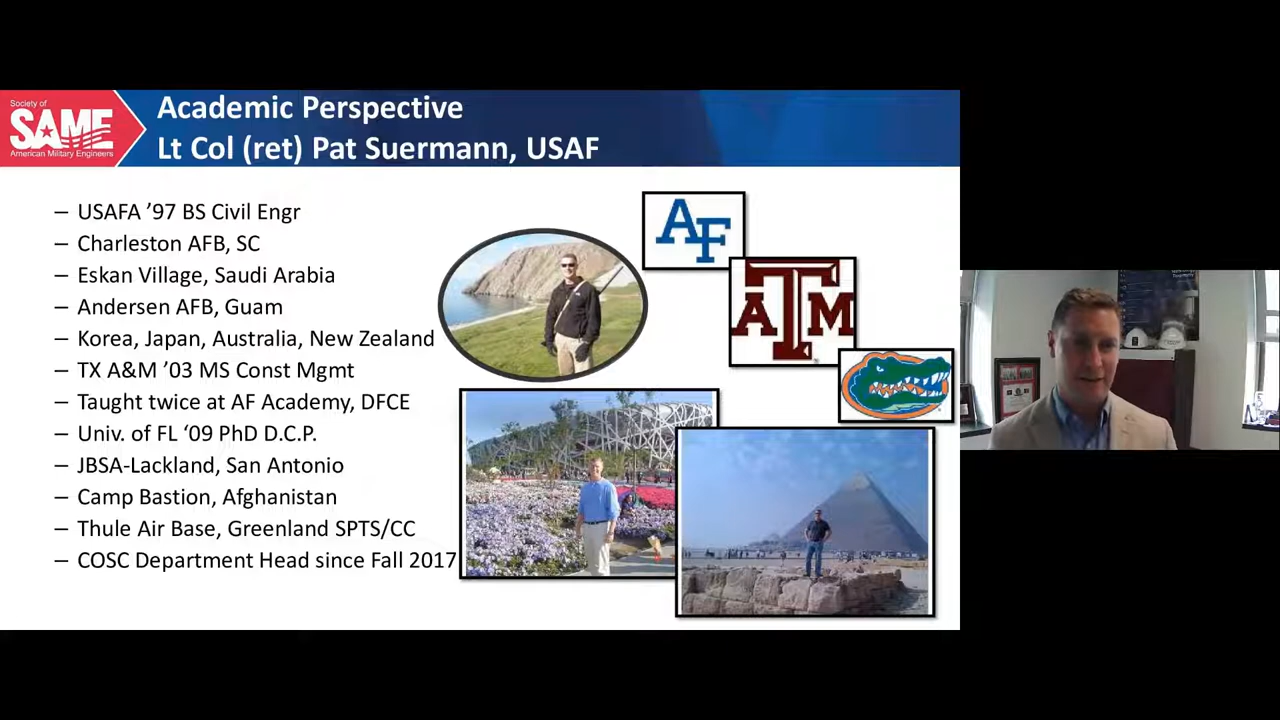 Society of
SAME
American Military Engineers
Academic Perspective
Lt Col (ret) Pat Suermann, USAF
– USAFA ’97 BS Civil Engr
– Charleston AFB, SC
– Eskan Village, Saudi Arabia
– Andersen AFB, Guam
– Korea, Japan, Australia, New Zealand
– TX A&M ’03 MS Const Mgmt
– Taught twice at AF Academy, DFCE
– Univ. of FL ‘09 PhD D.C.P.
– JBSA-Lackland, San Antonio
– Camp Bastion, Afghanistan
– Thule Air Base, Greenland SPTS/CC
– COSC Department Head since Fall 2017
AF
ATM